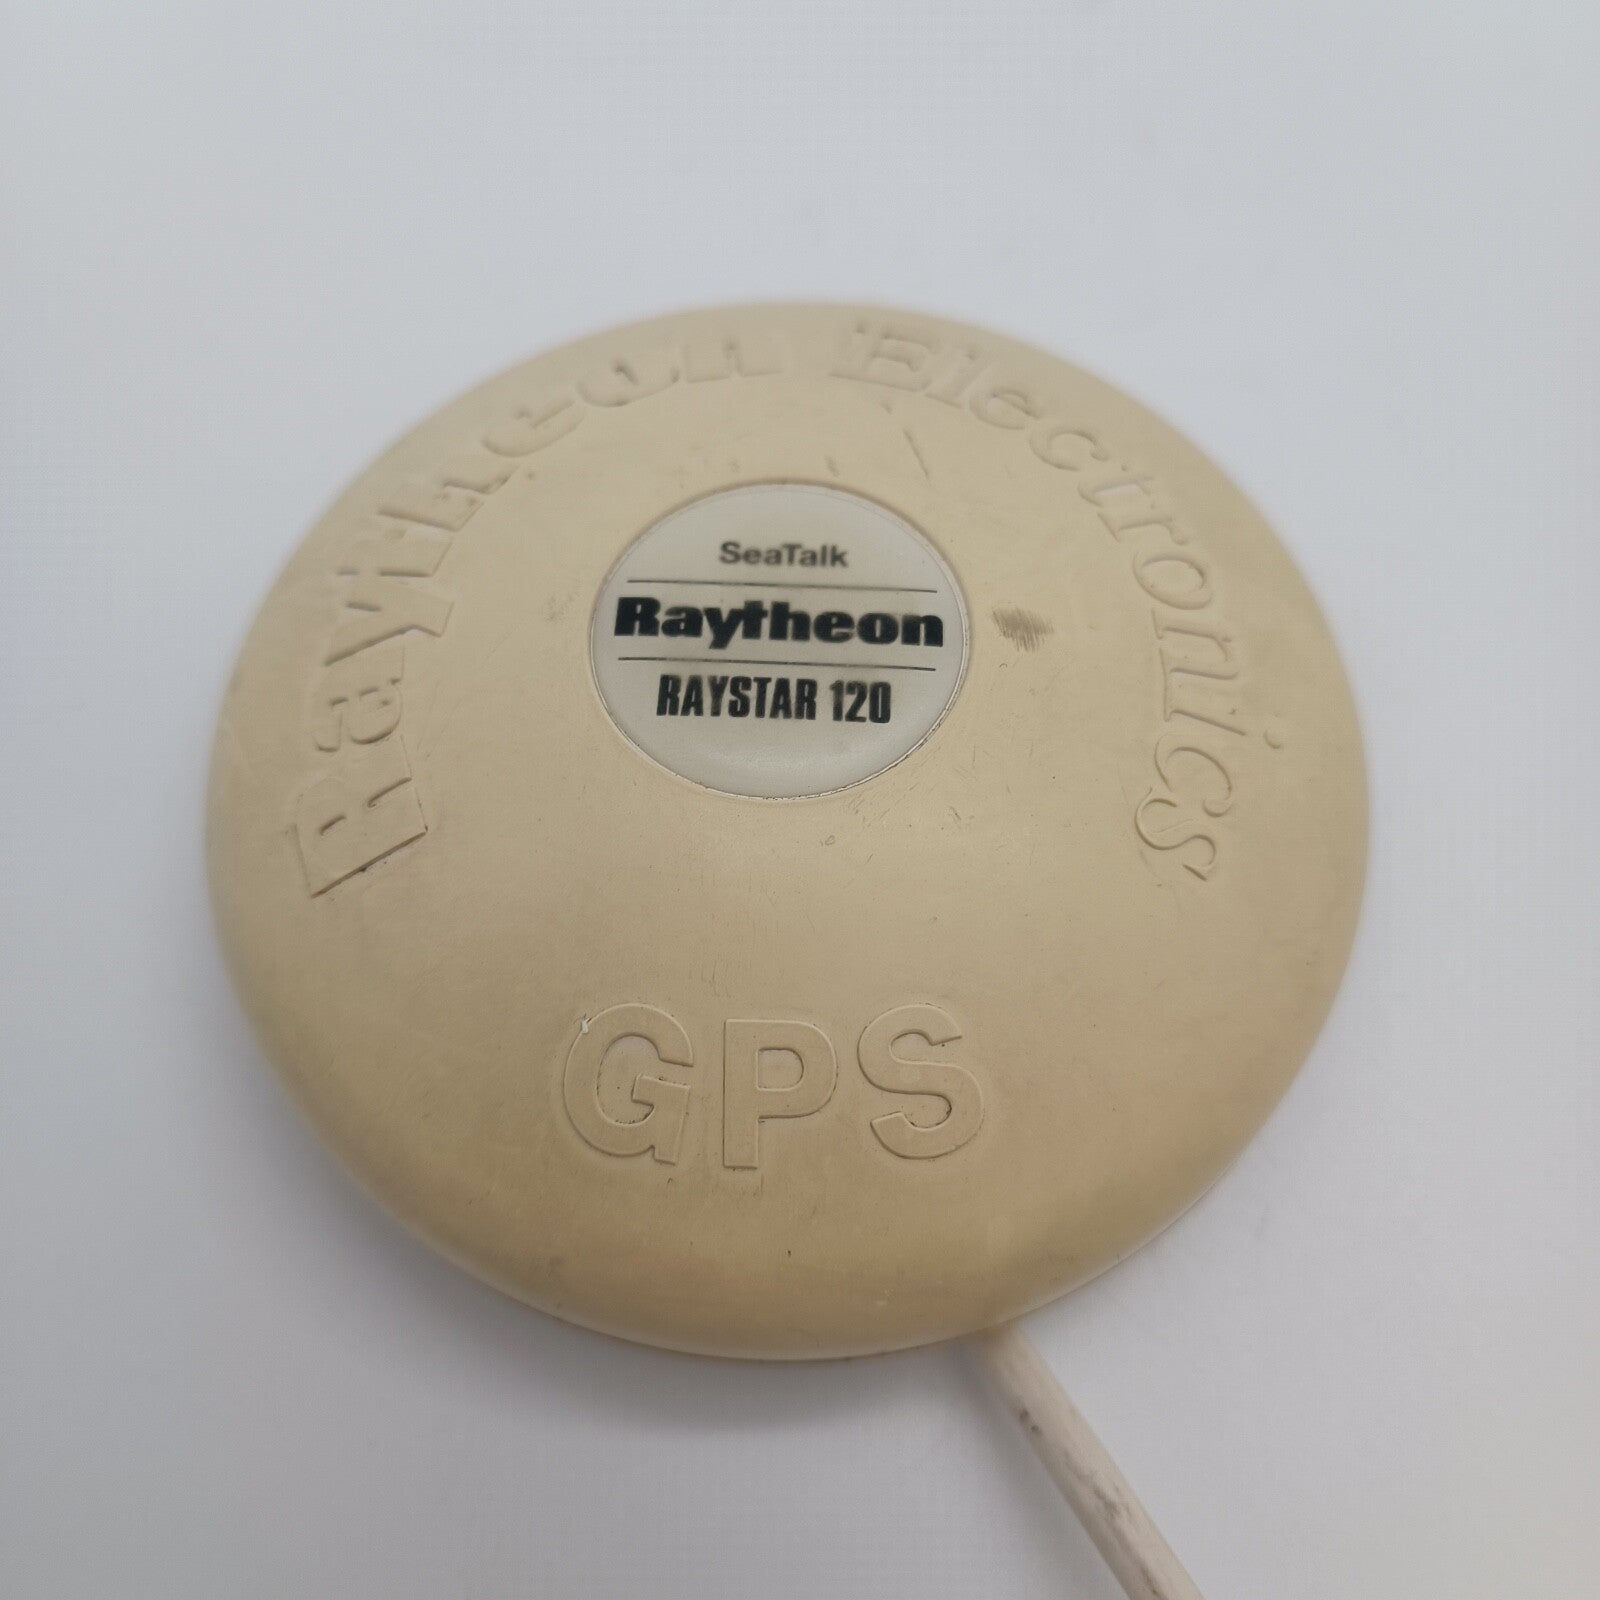 Raytheon Electronics
SeaTalk
Raytheon
RAYSTAR 120
GPS